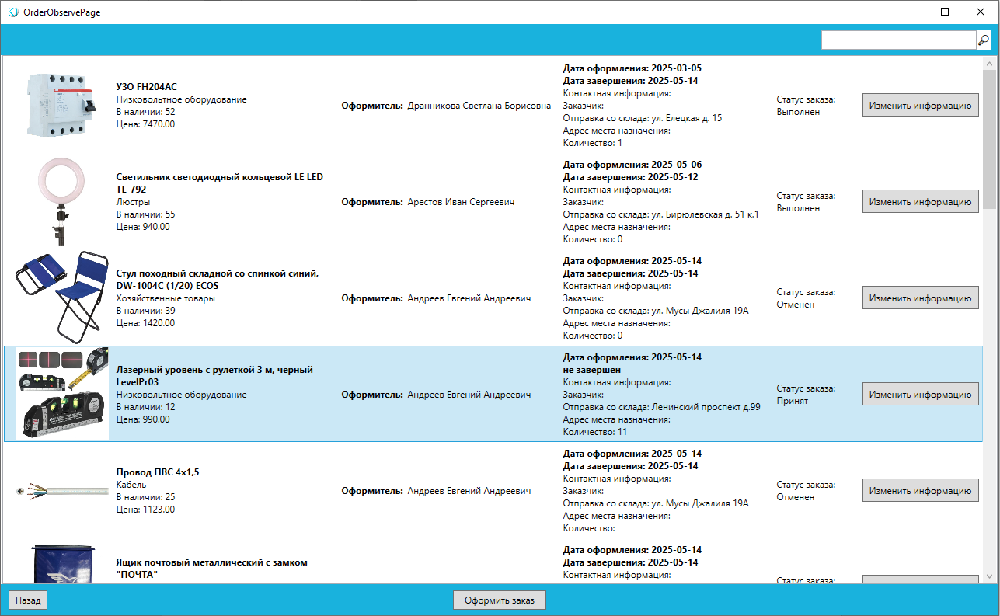 OrderObservePage
УЗО FH204AC
Низковольтное оборудование
В наличии: 52
Цена: 7470.00
Оформитель: Дранникова Светлана Борисовна
Дата оформления: 2025-03-05
Дата завершения: 2025-05-14
Контактная информация:
Заказчик:
Отправка со склада: ул. Елецкая д. 15
Адрес места назначения:
Количество: 1
Статус заказа:
Выполнен
Изменить информацию
Светильник светодиодный кольцевой LE LED
TL-792
Люстры
В наличии: 55
Цена: 940.00
Оформитель: Арестов Иван Сергеевич
Дата оформления: 2025-05-06
Дата завершения: 2025-05-12
Контактная информация:
Заказчик:
Отправка со склада: ул. Бирюлевская д. 51 к.1
Адрес места назначения:
Количество: 0
Статус заказа:
Выполнен
Изменить информацию
Стул походный складной со спинкой синий,
DW-1004C (1/20) ECOS
Хозяйственные товары
В наличии: 39
Цена: 1420.00
Оформитель: Андреев Евгений Андреевич
Дата оформления: 2025-05-14
Дата завершения: 2025-05-14
Контактная информация:
Заказчик:
Отправка со склада: ул. Мусы Джалиля 19А
Адрес места назначения:
Количество: 0
Статус заказа:
Отменен
Изменить информацию
Лазерный уровень с рулеткой 3 м, черный
LevelPr03
Низковольтное оборудование
В наличии: 12
Цена: 990.00
Оформитель: Андреев Евгений Андреевич
Дата оформления: 2025-05-14
не завершен
Контактная информация:
Заказчик:
Отправка со склада: Ленинский проспект д.99
Адрес места назначения:
Количество: 11
Статус заказа:
Принят
Изменить информацию
Провод ПВС 4х1,5
Кабель
В наличии: 25
Цена: 1123.00
Оформитель: Андреев Евгений Андреевич
Дата оформления: 2025-05-14
Дата завершения: 2025-05-14
Контактная информация:
Заказчик:
Отправка со склада: ул. Мусы Джалиля 19А
Адрес места назначения:
Количество:
Статус заказа:
Отменен
Изменить информацию
Ящик почтовый металлический с замком
"ПОЧТА"
Дата оформления: 2025-05-14
Дата завершения: 2025-05-14
Контактная информация:
Статус заказа:
Назад
Оформить заказ